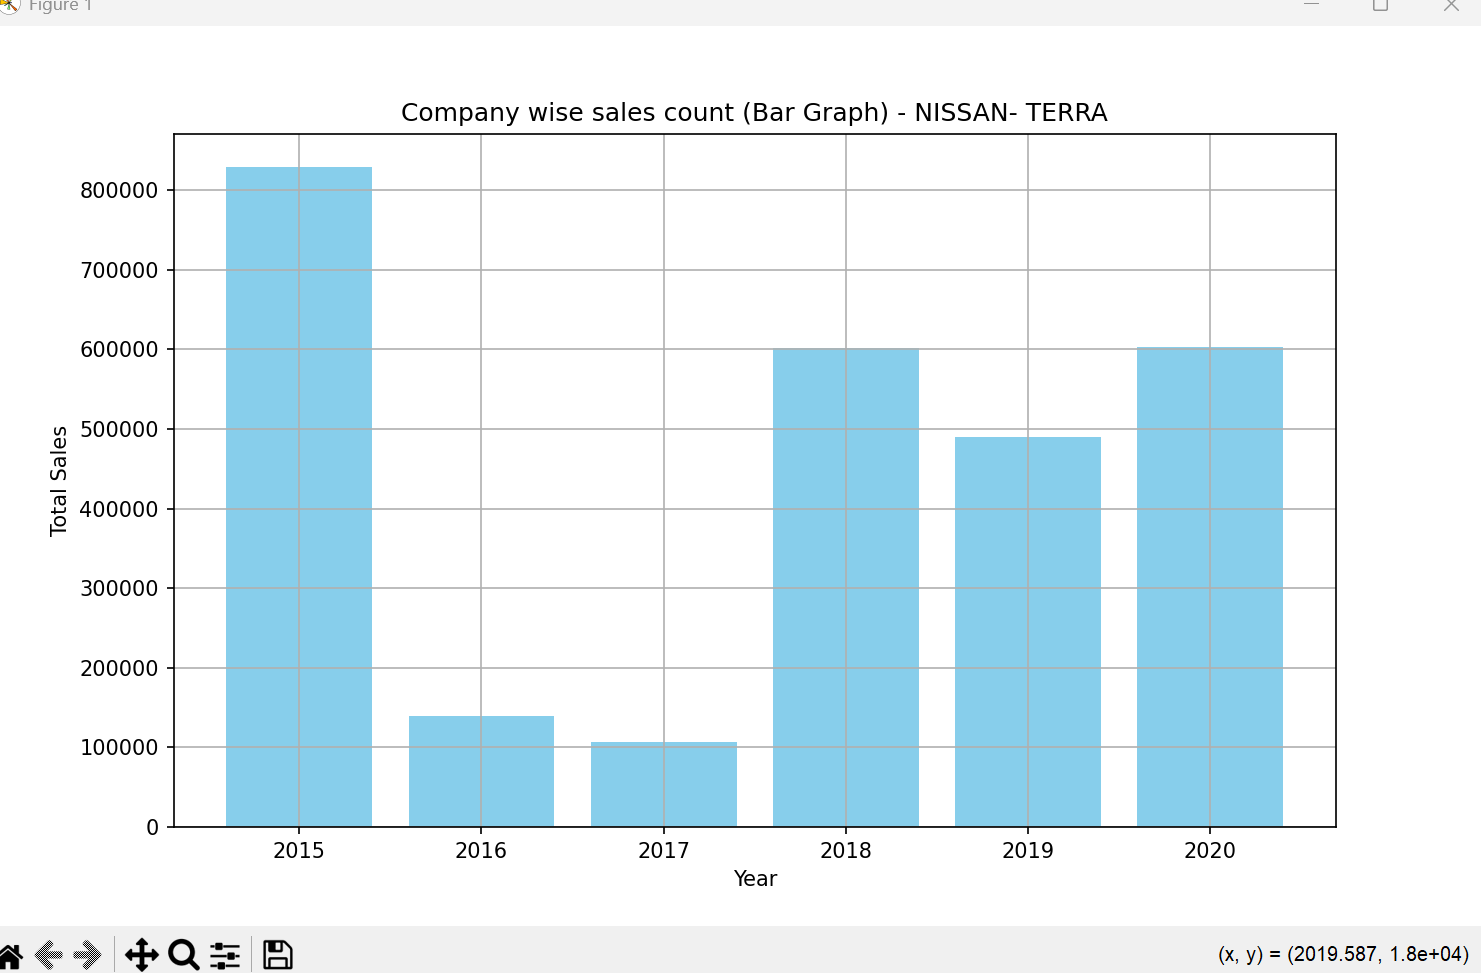 Figure 1
Company wise sales count (Bar Graph) - NISSAN- TERRA
800000
700000
600000
500000
400000
300000
200000
100000
0
Total Sales
2015 2016 2017 2018 2019 2020
Year
(x, y) = (2019.587, 1.8e+04)